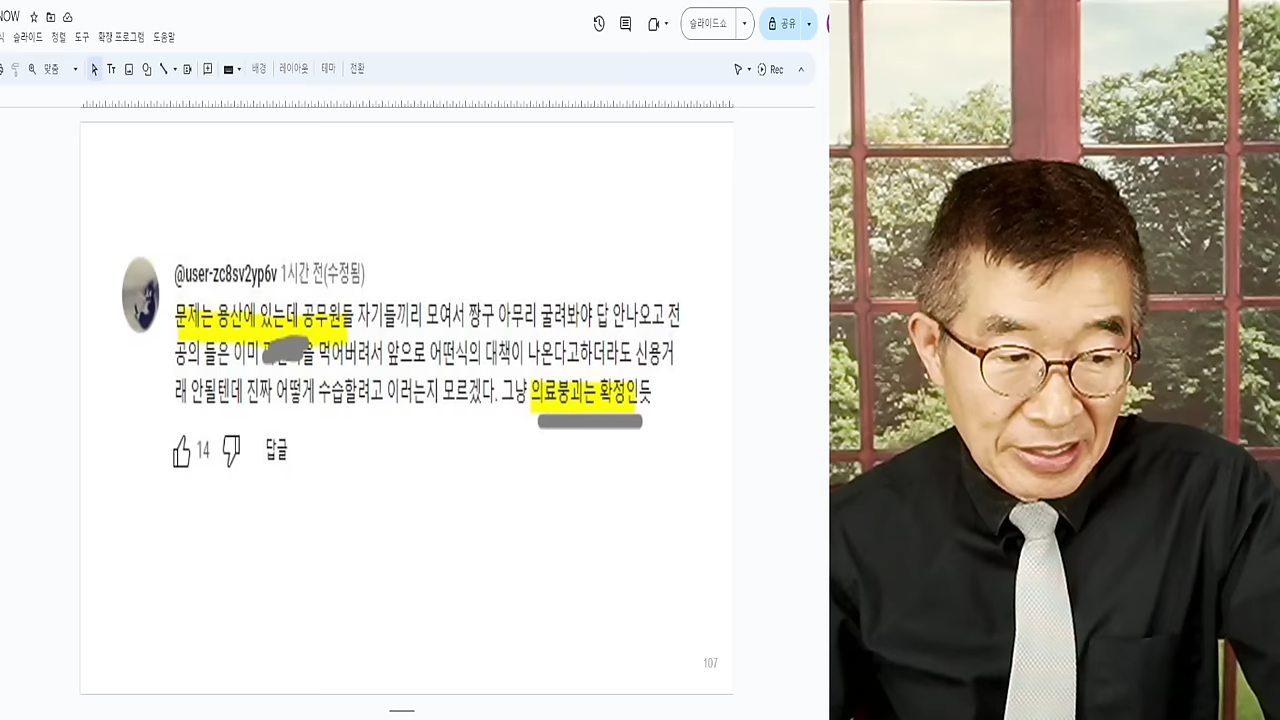 NOW
슬라이드 정렬 도구 확장 프로그램 도움말
슬라이드쇼
공유
맞춤
Tr
배경 레이아웃 테마 전환
Rec
@user-zc8sv2yp6v 1시간 전(수정됨)
문제는 용산에 있는데 공무원들 자기들끼리 모여서 짱구 아무리 굴려봐야 답 안나오고 전
공의 들은 이미 먹어버려서 앞으로 어떤식의 대책이 나온다고하더라도 신용거
래 안될텐데 진짜 어떻게 수습할려고 이러는지 모르겠다. 그냥 의료붕괴는 확정인듯
14 답글
107